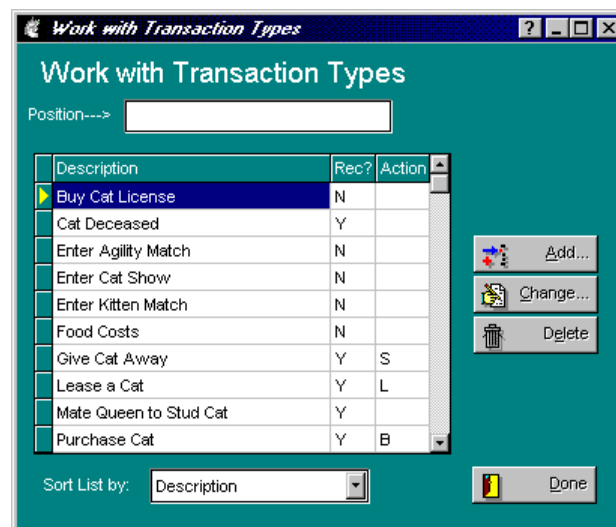 Work with Transaction Types
Work with Transaction Types
Position--->
Description Rec? Action
Buy Cat License N
Cat Deceased Y
Enter Agility Match N
Enter Cat Show N
Enter Kitten Match N
Food Costs N
Give Cat Away Y S
Lease a Cat Y L
Mate Queen to Stud Cat Y
Purchase Cat Y B
Add...
Change...
Delete
Sort List by: Description
Done